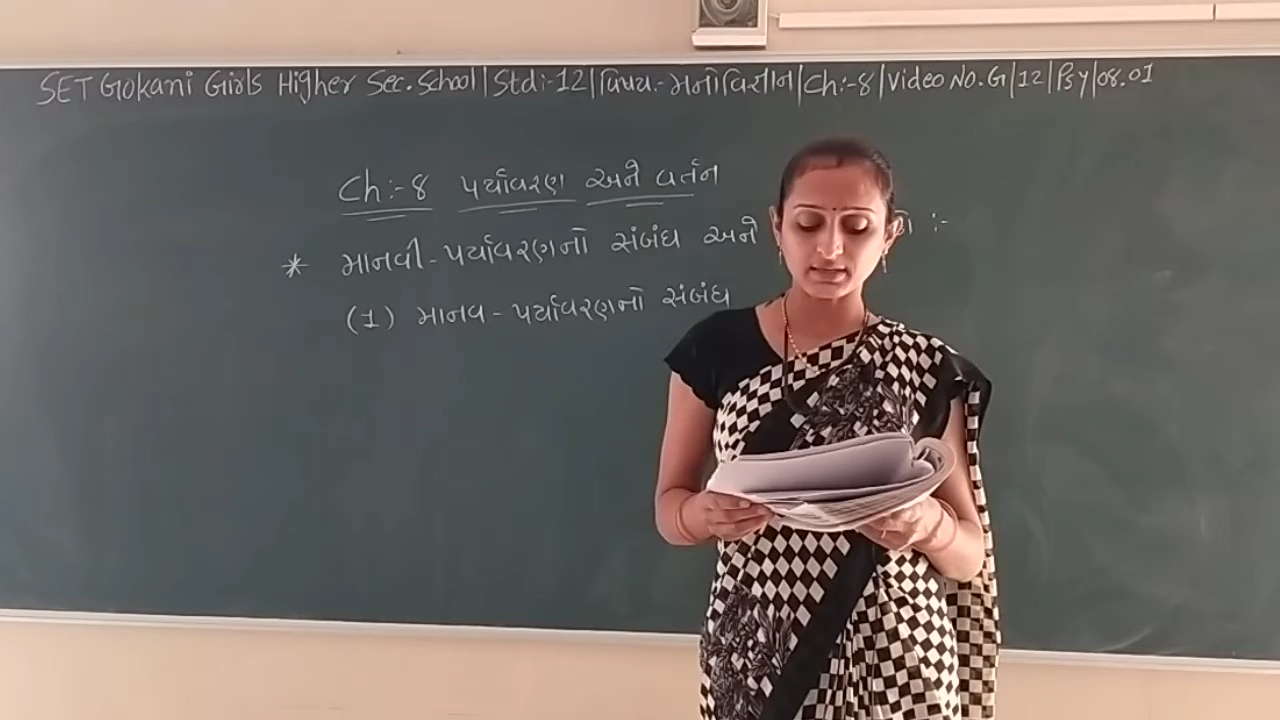 SET Gokani Girls Higher Sec. School | Std:-12 | વિષય:- મનોવિજ્ઞાન | Ch:-8 | Video No. G | 12 | Psy | 08.01
Ch:-8 પર્યાવરણ અને વર્તન
* માનવી-પર્યાવરણનો સંબંધ અને :-
(1) માનવ-પર્યાવરણનો સંબંધ